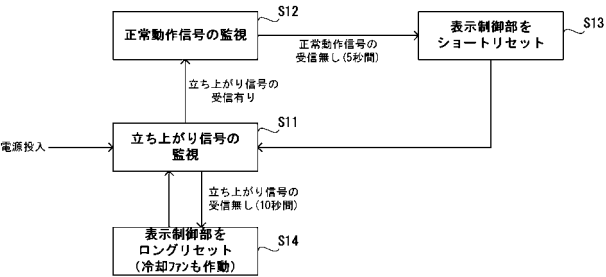 S12
正常動作信号の監視
正常動作信号の
受信無し(5秒間)
S13
表示制御部を
ショートリセット
立ち上がり信号の
受信有り
S11
電源投入
立ち上がり信号の
監視
立ち上がり信号の
受信無し(10秒間)
S14
表示制御部を
ロングリセット
(冷却ファンも作動)